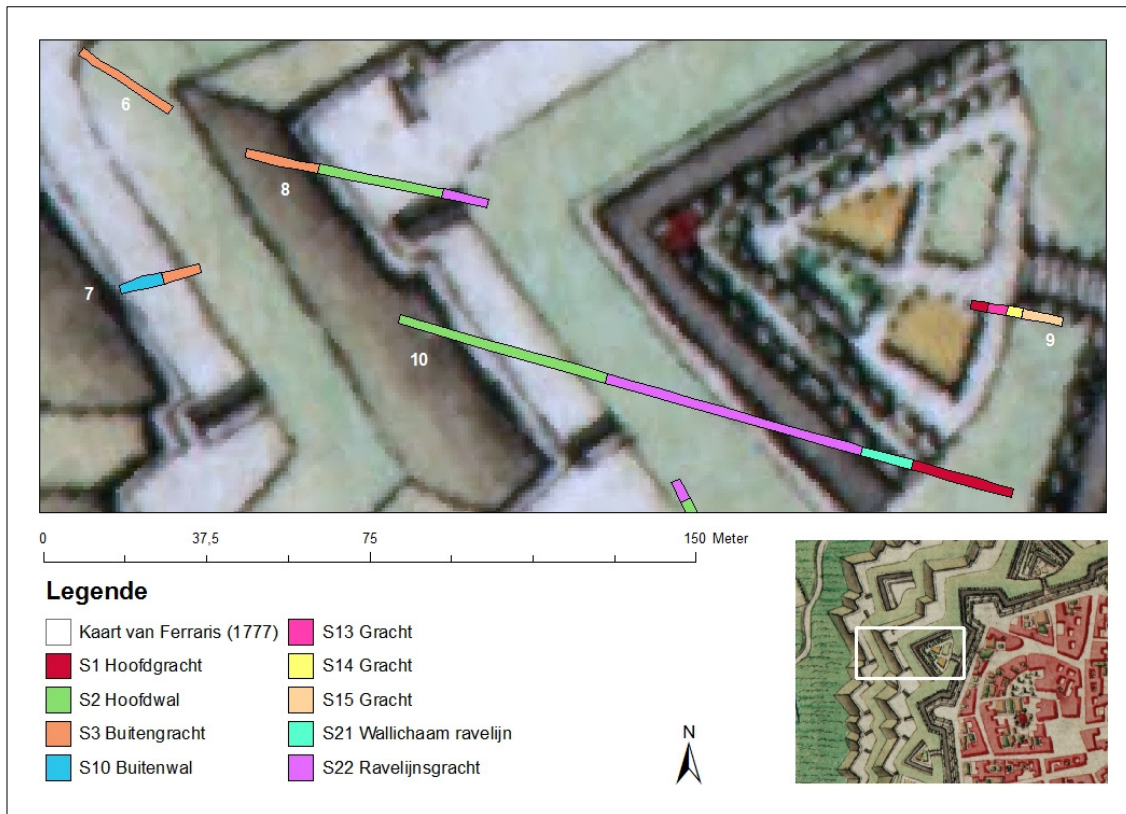 6
8
7
9
10
0 37,5 75 150 Meter
Legende
Kaart van Ferraris (1777)
S1 Hoofdgracht
S2 Hoofdwal
S3 Buitengracht
S10 Buitenwal
S13 Gracht
S14 Gracht
S15 Gracht
S21 Wallichaam ravelijn
S22 Ravelijnsgracht
N